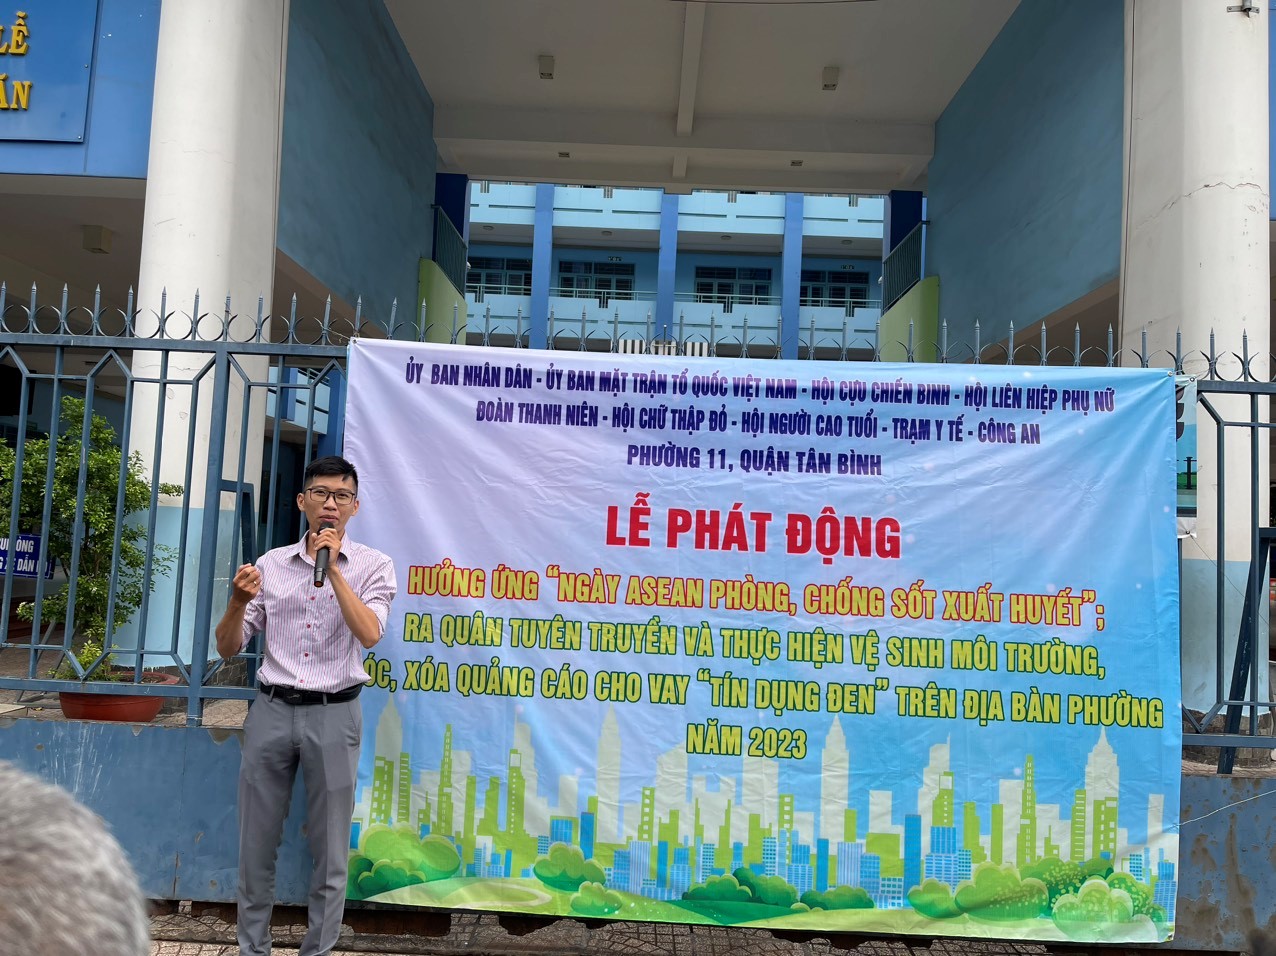 LỄ
ỦY BAN NHÂN DÂN - ỦY BAN MẶT TRẬN TỔ QUỐC VIỆT NAM - HỘI CỰU CHIẾN BINH - HỘI LIÊN HIỆP PHỤ NỮ
ĐOÀN THANH NIÊN - HỘI CHỮ THẬP ĐỎ - HỘI NGƯỜI CAO TUỔI - TRẠM Y TẾ - CÔNG AN
PHƯỜNG 11, QUẬN TÂN BÌNH
LỄ PHÁT ĐỘNG
HƯỞNG ỨNG “NGÀY ASEAN PHÒNG, CHỐNG SỐT XUẤT HUYẾT”;
RA QUÂN TUYÊN TRUYỀN VÀ THỰC HIỆN VỆ SINH MÔI TRƯỜNG,
XÓA QUẢNG CÁO CHO VAY “TÍN DỤNG ĐEN” TRÊN ĐỊA BÀN PHƯỜNG
NĂM 2023